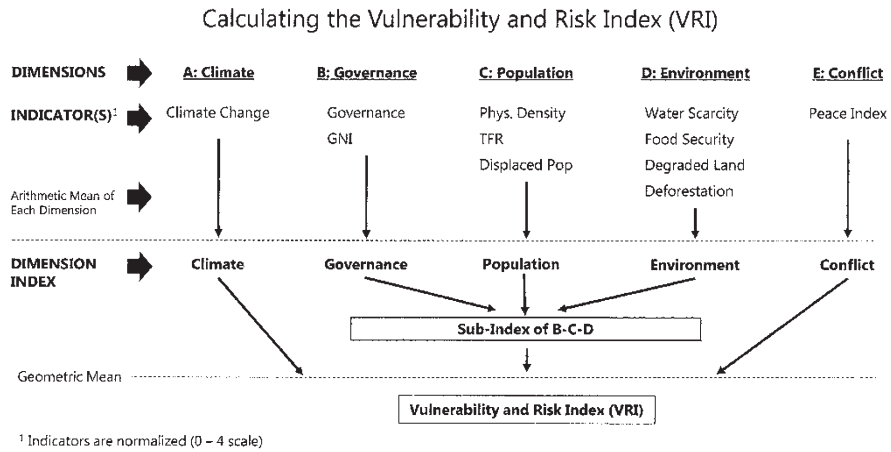 Calculating the Vulnerability and Risk Index (VRI)
DIMENSIONS A: Climate B: Governance C: Population D: Environment E: Conflict
INDICATOR(S)¹ Climate Change Governance Phys. Density Water Scarcity Peace Index
GNI TFR Food Security
Displaced Pop Degraded Land
Arithmetic Mean of Deforestation
Each Dimension
DIMENSION Climate Governance Population Environment Conflict
INDEX
Sub-Index of B-C-D
Geometric Mean
Vulnerability and Risk Index (VRI)
¹ Indicators are normalized (0 – 4 scale)